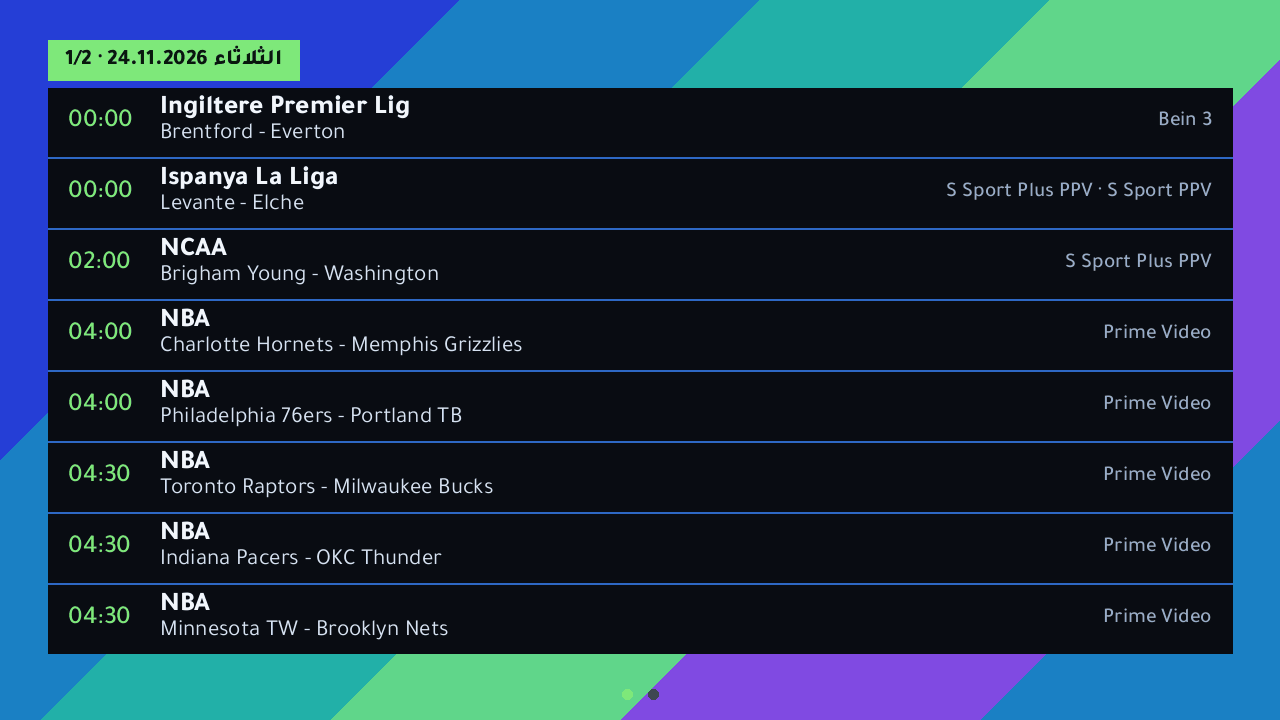 الثلاثاء 24.11.2026 · 1/2
00:00
Ingiltere Premier Lig
Brentford - Everton
Bein 3
00:00
Ispanya La Liga
Levante - Elche
S Sport Plus PPV · S Sport PPV
02:00
NCAA
Brigham Young - Washington
S Sport Plus PPV
04:00
NBA
Charlotte Hornets - Memphis Grizzlies
Prime Video
04:00
NBA
Philadelphia 76ers - Portland TB
Prime Video
04:30
NBA
Toronto Raptors - Milwaukee Bucks
Prime Video
04:30
NBA
Indiana Pacers - OKC Thunder
Prime Video
04:30
NBA
Minnesota TW - Brooklyn Nets
Prime Video